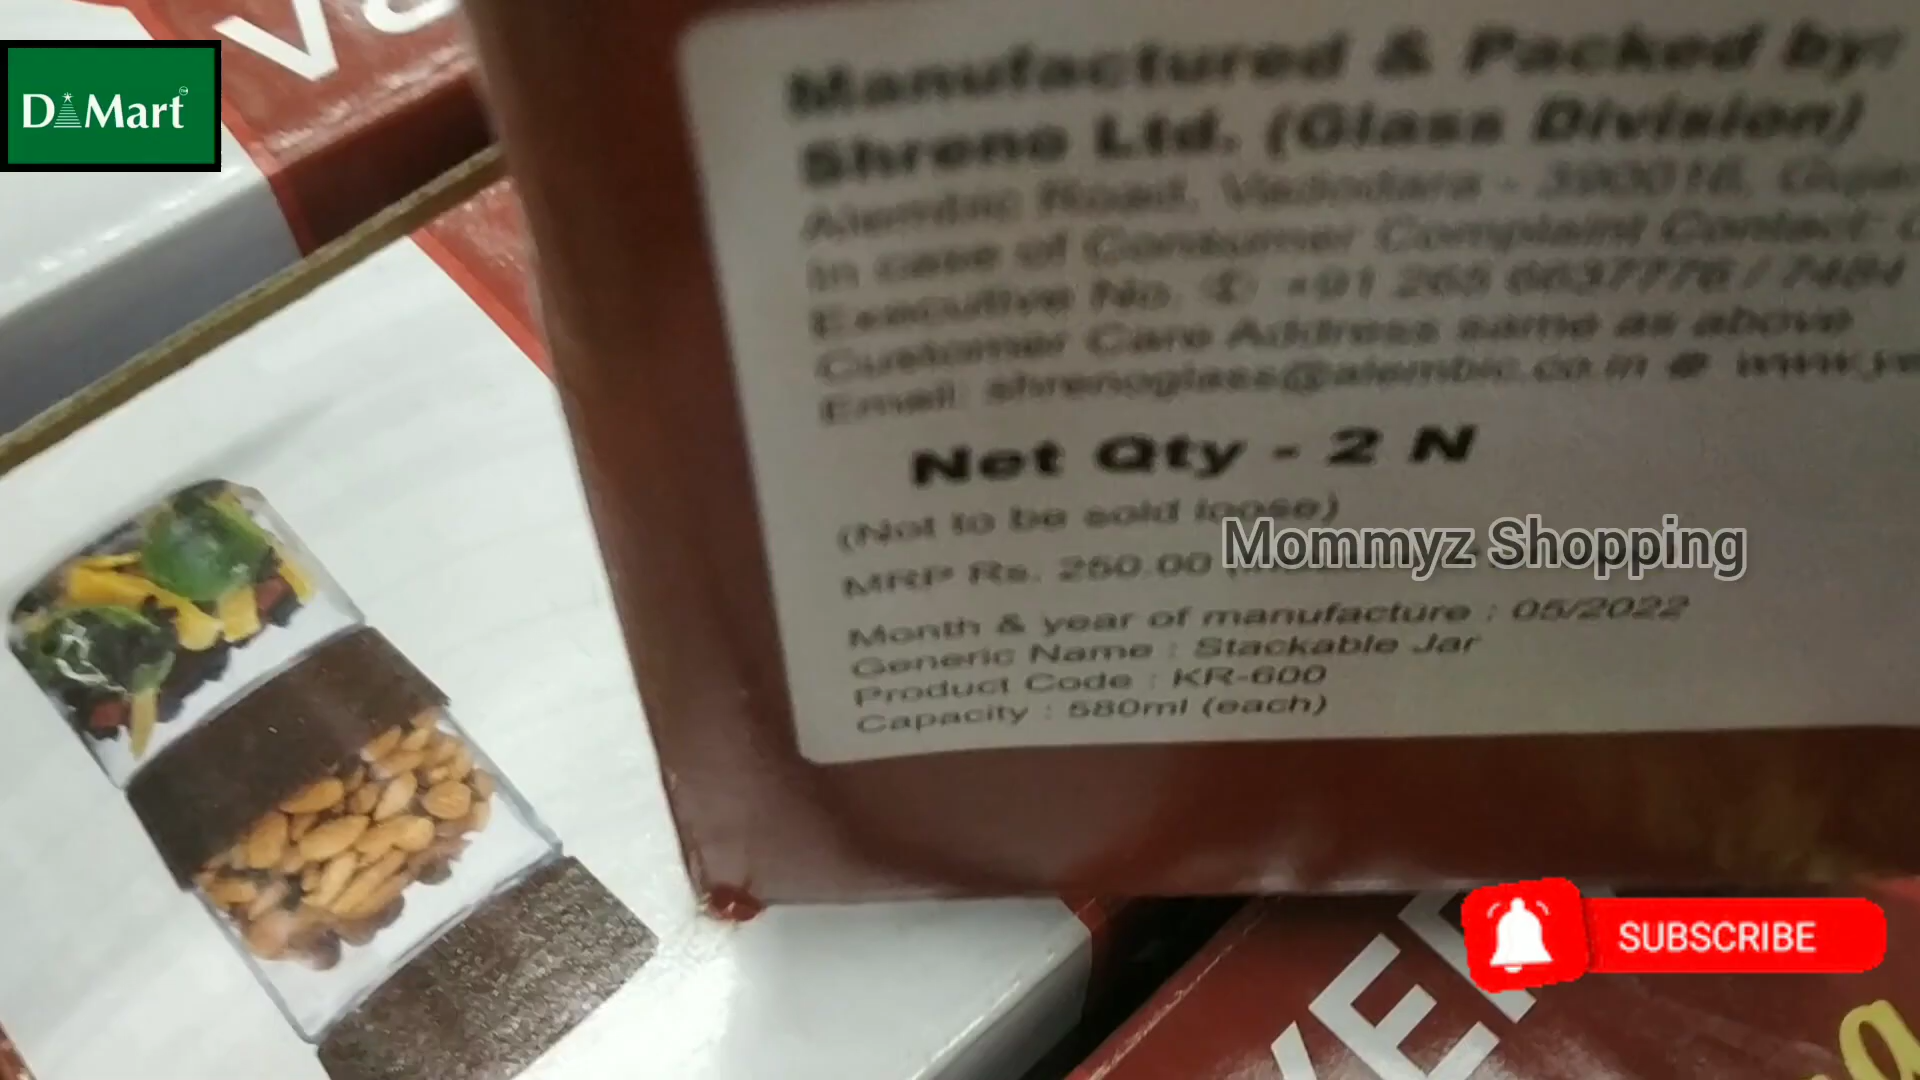 D Mart
Manufactured & Packed by:
Shreno Ltd. (Glass Division)
Alembic Road, Vadodara - 390016,
In case of Consumer Complaint Contact:
Executive No. +91 265 6637776 / 7484
Customer Care Address same as above
Email: shrenoglass@alembic.co.in
Net Qty - 2 N
(Not to be sold loose)
MRP Rs. 250.00
Mommyz Shopping
Month & year of manufacture : 05/2022
Generic Name : Stackable Jar
Product Code : KR-600
Capacity : 580ml (each)
SUBSCRIBE